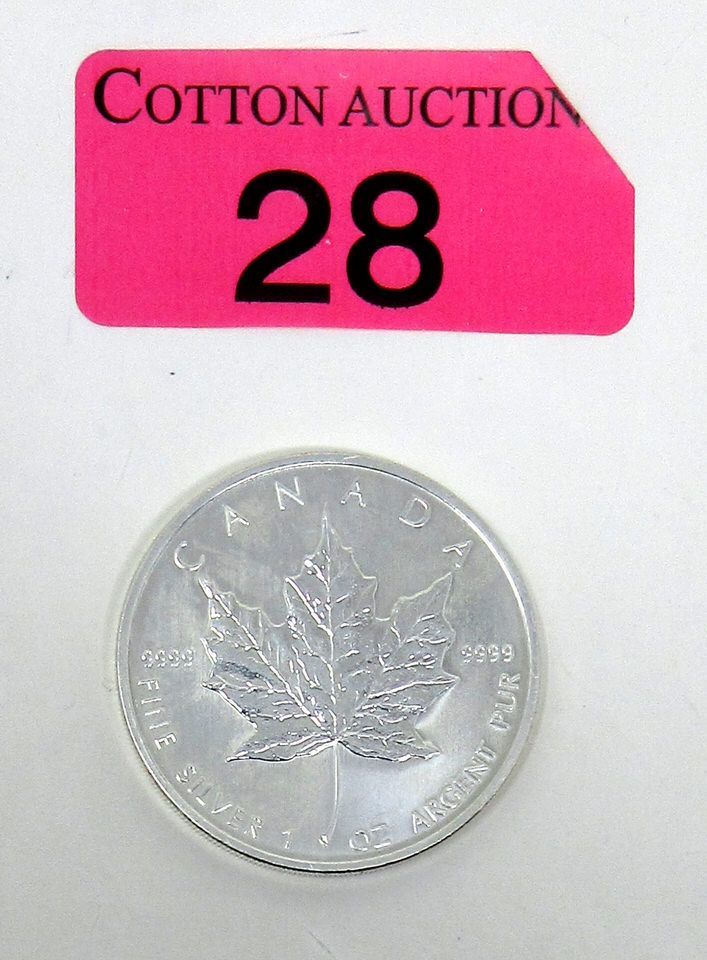 COTTON AUCTION
28
CANADA
9999 9999
FINE SILVER 1 OZ ARGENT PUR